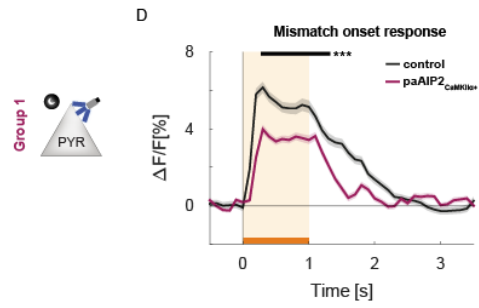 D
Mismatch onset response
***
control
paAIP2CaMKIIα+
Group 1
PYR
ΔF/F[%]
8
4
0
0
1
2
3
Time [s]